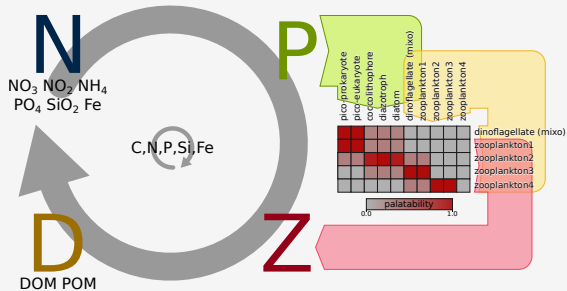 N
NO₃ NO₂ NH₄
PO₄ SiO₂ Fe
P
C,N,P,Si,Fe
D
DOM POM
Z
pico-prokaryote
pico-eukaryote
coccolithophore
diazotroph
diatom
dinoflagellate (mixo)
zooplankton1
zooplankton2
zooplankton3
zooplankton4
dinoflagellate (mixo)
zooplankton1
zooplankton2
zooplankton3
zooplankton4
palatability
0.0 1.0